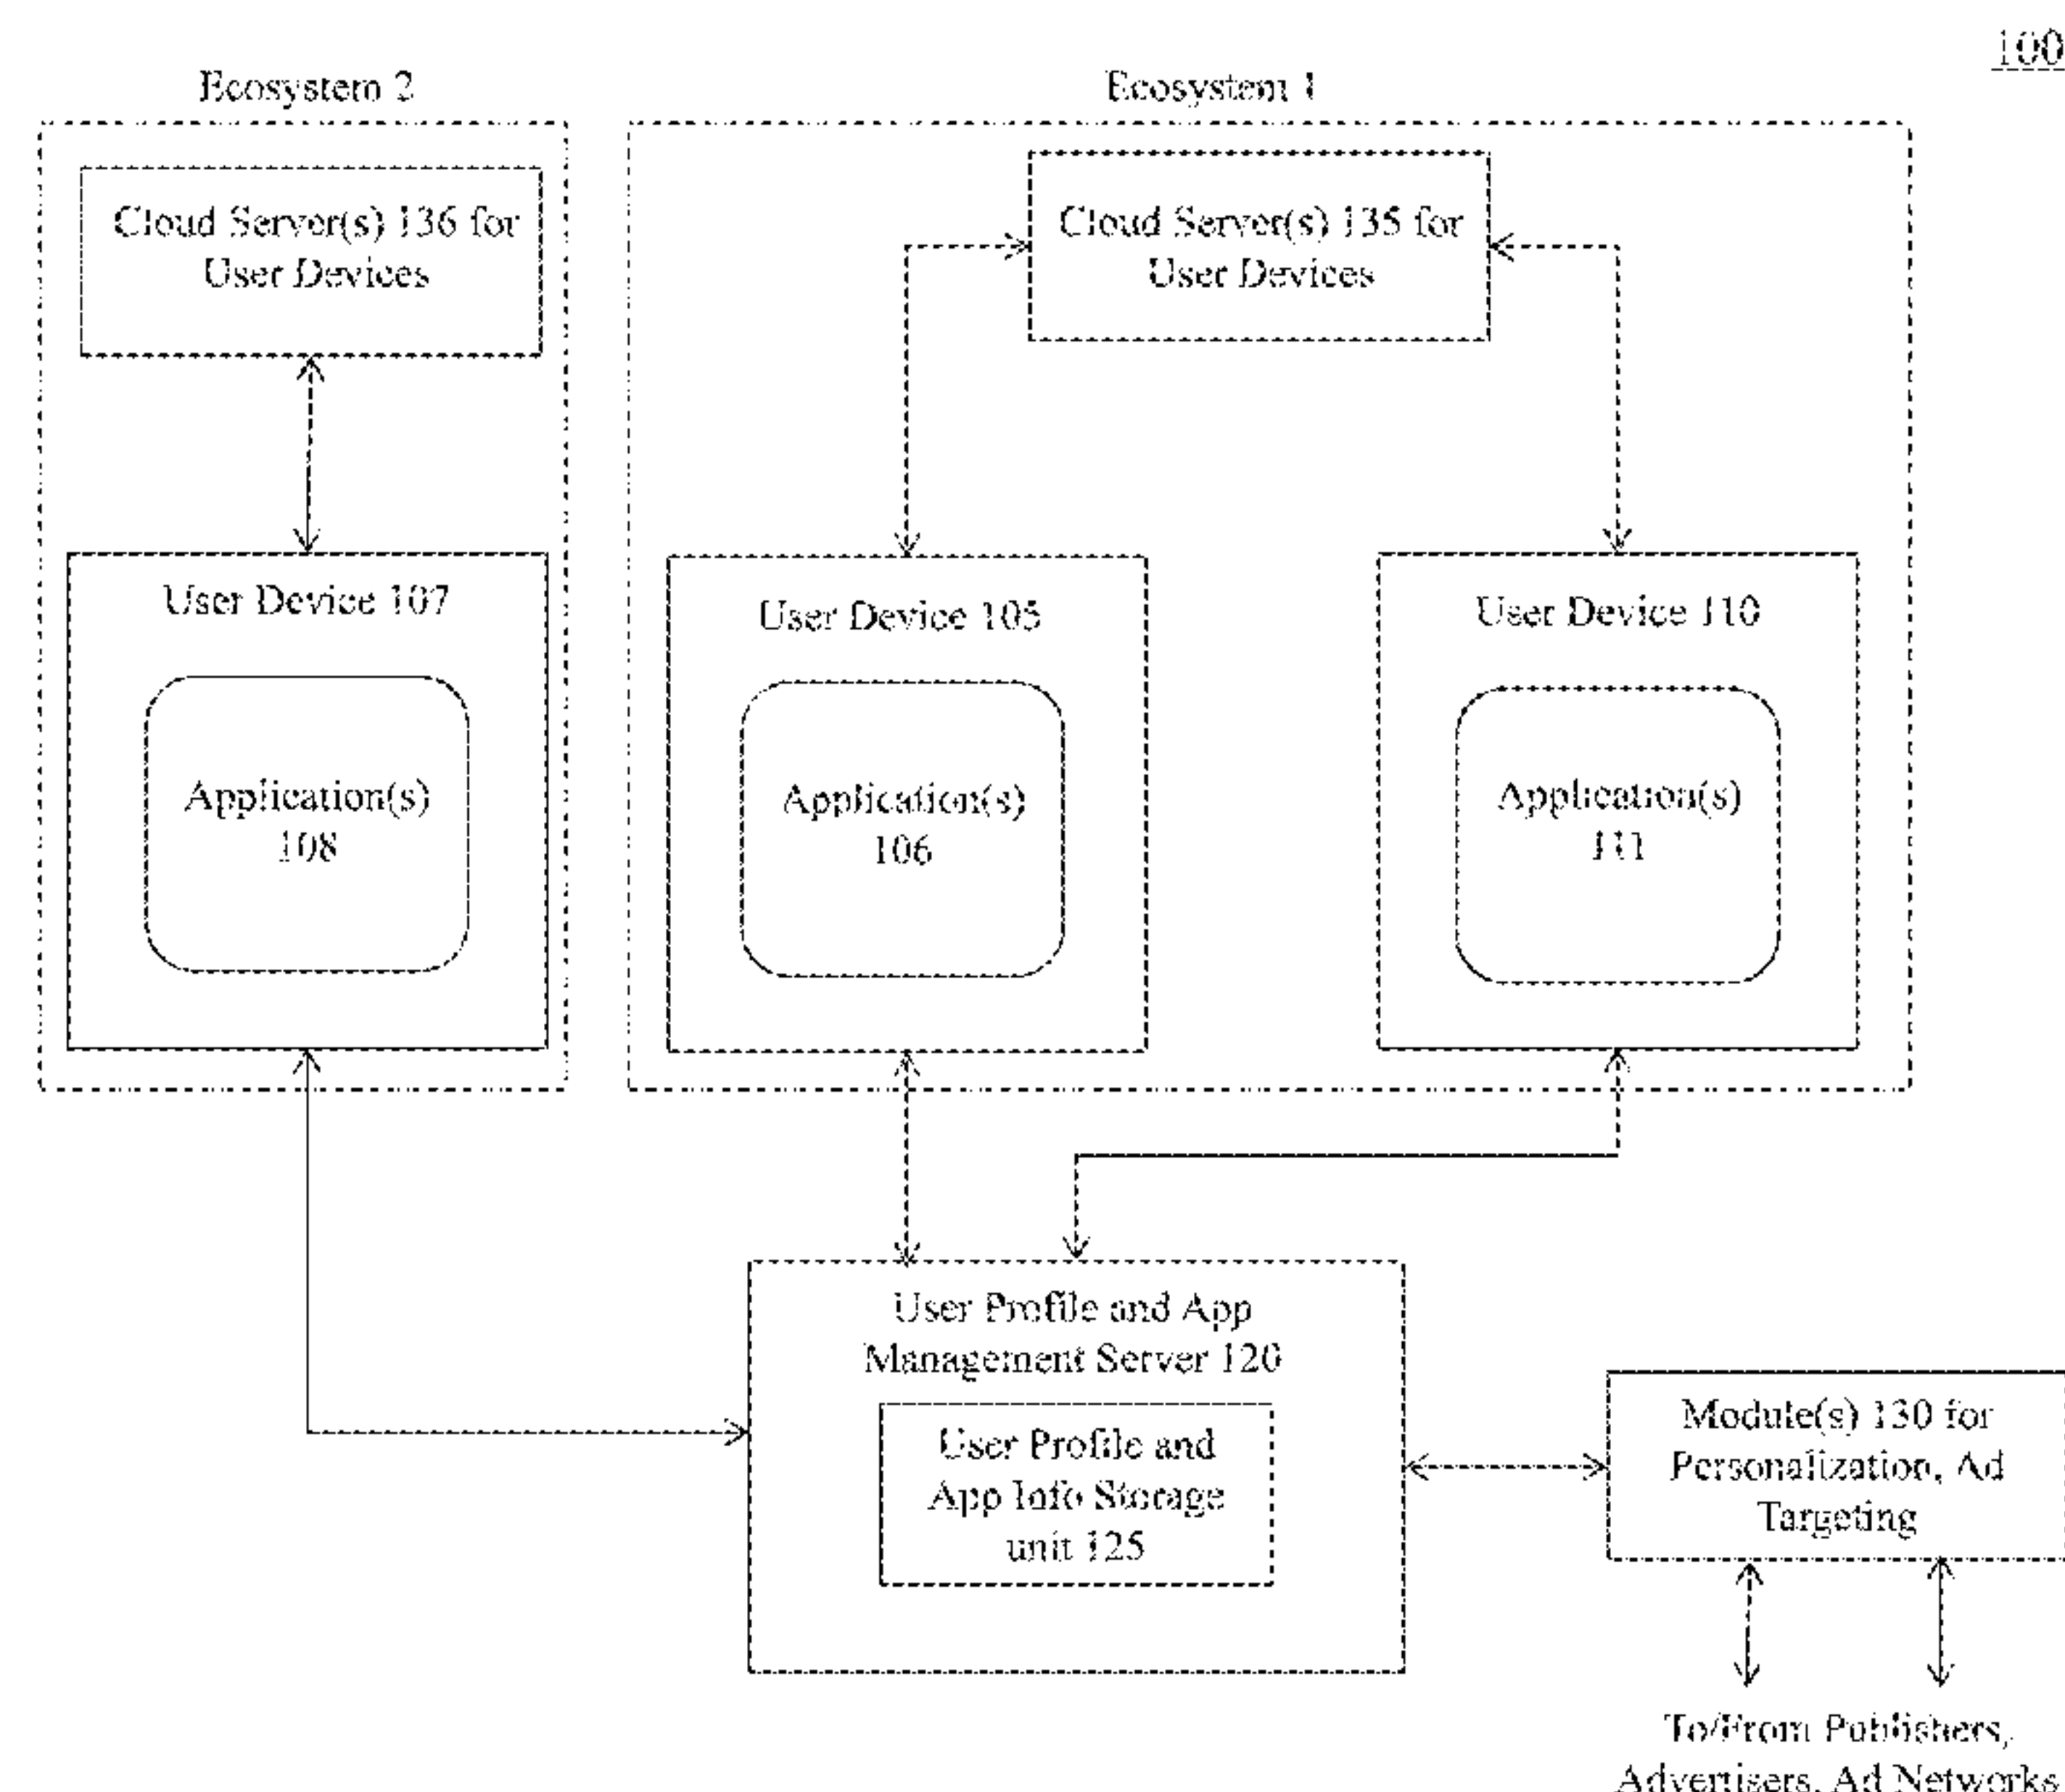 100
Ecosystem 2
Ecosystem 1
Cloud Server(s) 136 for
User Devices
Cloud Server(s) 135 for
User Devices
User Device 107
Application(s)
108
User Device 105
Application(s)
106
User Device 110
Application(s)
111
User Profile and App
Management Server 120
User Profile and
App Info Storage
unit 125
Module(s) 130 for
Personalization, Ad
Targeting
To/From Publishers,
Advertisers, Ad Networks